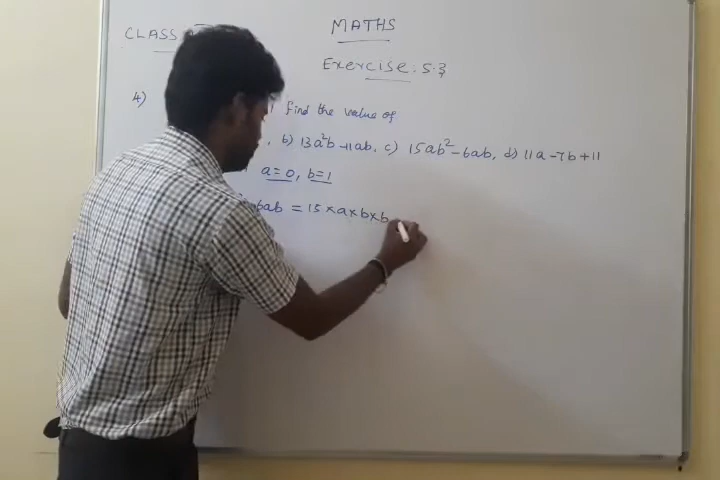 MATHS
CLASS
Exercise. 5.3
4) find the value of
, b) 13a²b - 11ab, c) 15ab² - 6ab, d) 11a - 7b + 11
a = 0, b = 1
6ab = 15 × a × b × b